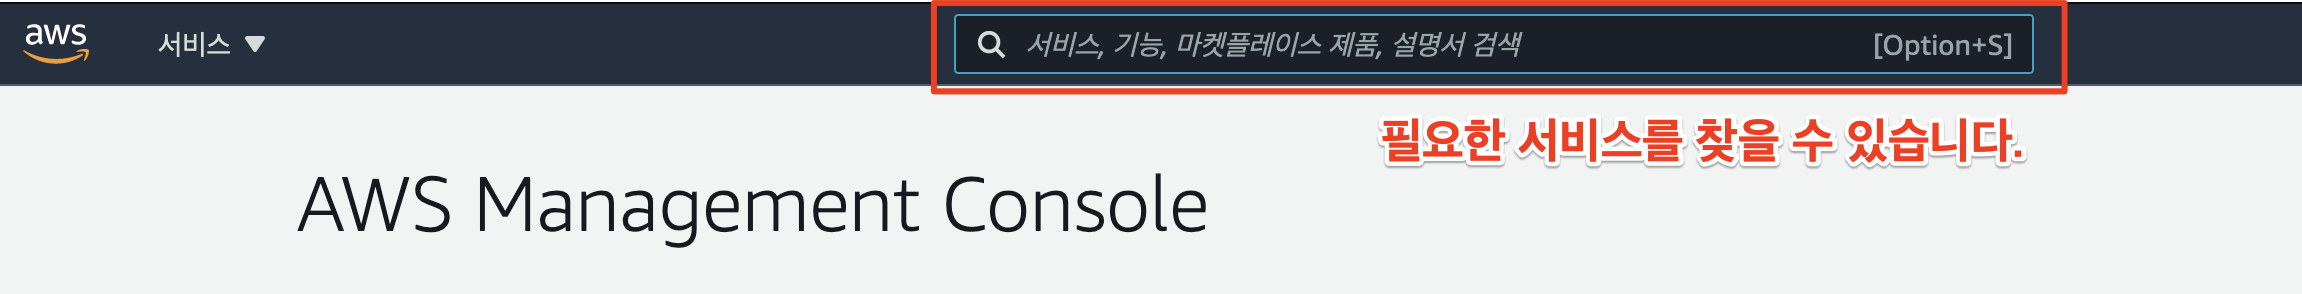 aws 서비스 ▼ 서비스, 기능, 마켓플레이스 제품, 설명서 검색 [Option+S]
필요한 서비스를 찾을 수 있습니다.
AWS Management Console